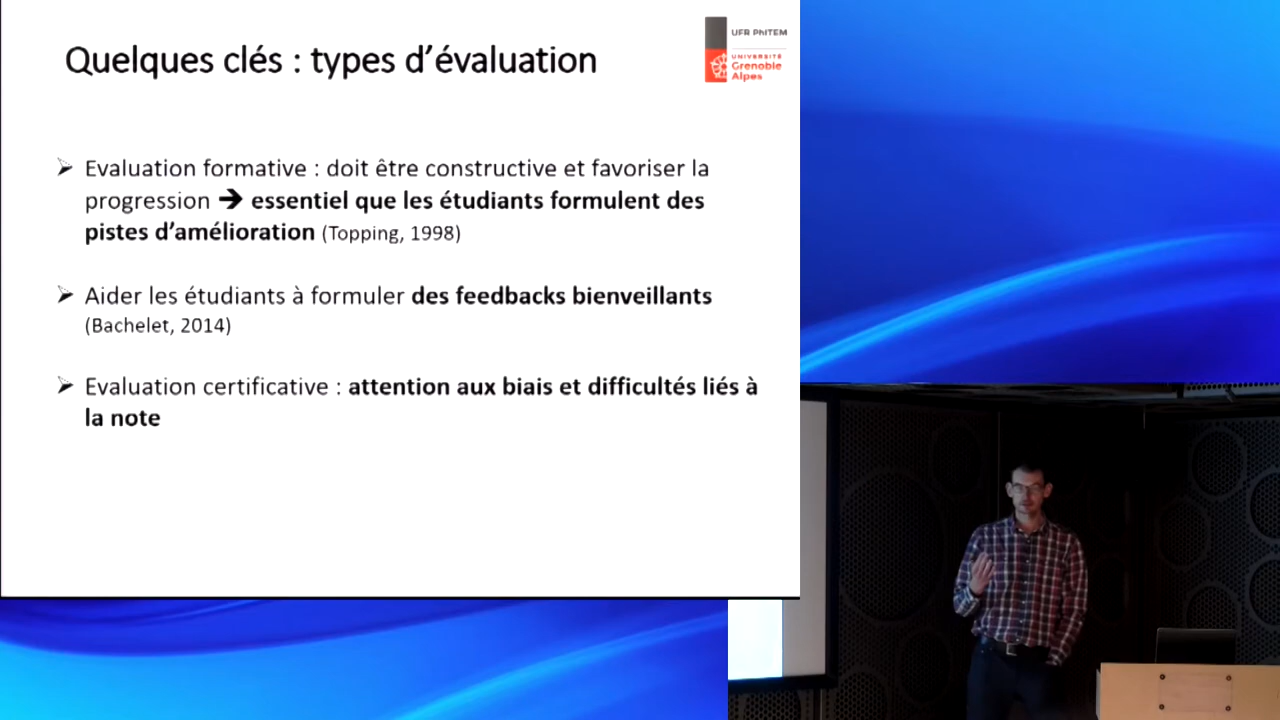 Quelques clés : types d’évaluation
UFR PhITEM
UNIVERSITÉ
Grenoble
Alpes
➢ Evaluation formative : doit être constructive et favoriser la
progression ➔ essentiel que les étudiants formulent des
pistes d’amélioration (Topping, 1998)
➢ Aider les étudiants à formuler des feedbacks bienveillants
(Bachelet, 2014)
➢ Evaluation certificative : attention aux biais et difficultés liés à
la note